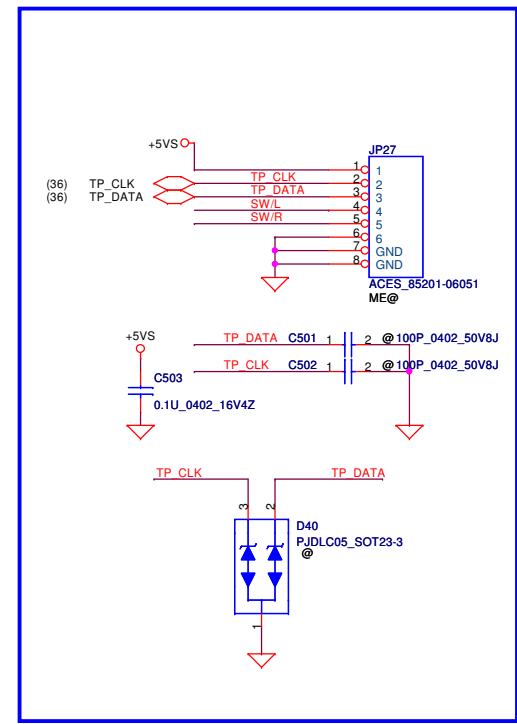 +5VS
JP27
1 1
(36) TP_CLK TP_CLK 2 2
(36) TP_DATA TP_DATA 3 3
SW/L 4 4
SW/R 5 5
6 6
7 GND
8 GND
ACES_85201-06051
ME@
+5VS
TP_DATA C501 1 2 @ 100P_0402_50V8J
TP_CLK C502 1 2 @ 100P_0402_50V8J
C503
0.1U_0402_16V4Z
TP_CLK TP_DATA
3 2
D40
PJDLC05_SOT23-3
@
1